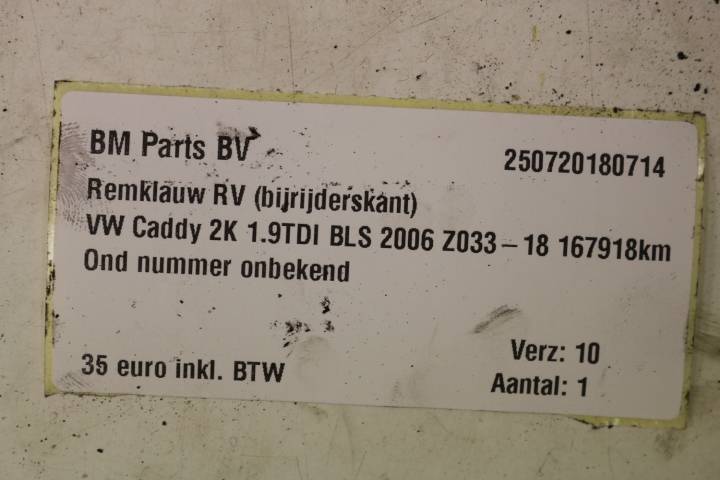 BM Parts BV
250720180714
Remklauw RV (bijrijderskant)
VW Caddy 2K 1.9TDI BLS 2006 Z033-18 167918km
Ond nummer onbekend
35 euro inkl. BTW
Verz: 10
Aantal: 1